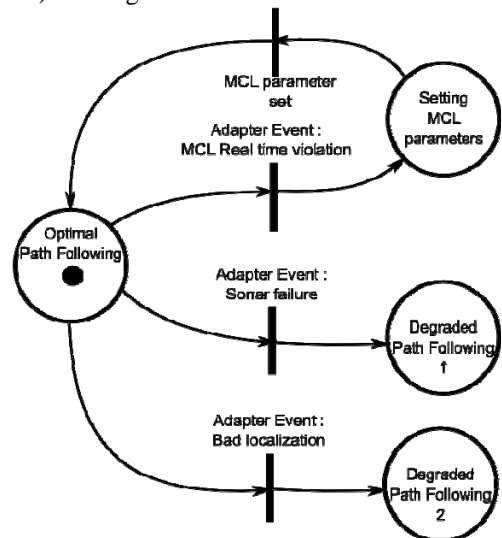 MCL parameter
set
Setting
MCL
parameters
Adapter Event :
MCL Real time violation
Optimal
Path Following
Adapter Event :
Sonar failure
Degraded
Path Following
1
Adapter Event :
Bad localization
Degraded
Path Following
2